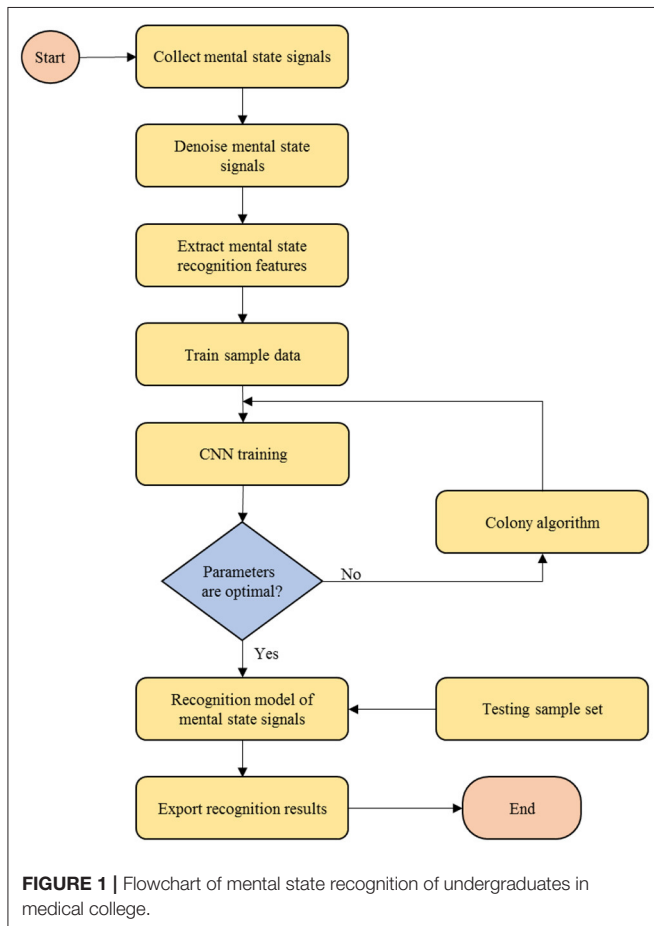 Start
Collect mental state signals
Denoise mental state
signals
Extract mental state
recognition features
Train sample data
CNN training
Colony algorithm
Parameters
are optimal?
No
Yes
Recognition model of
mental state signals
Testing sample set
Export recognition results
End
FIGURE 1 | Flowchart of mental state recognition of undergraduates in
medical college.